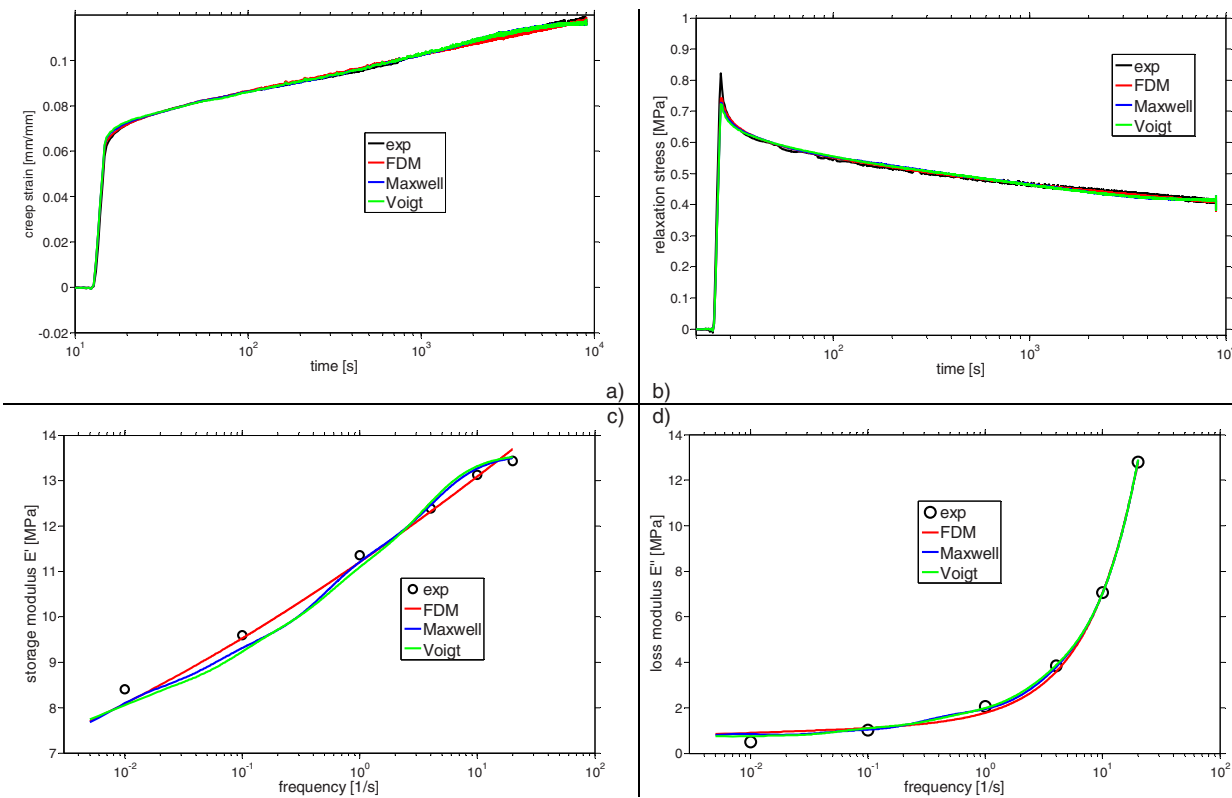 0.1
0.08
0.06
0.04
0.02
0
-0.02
creep strain [mm/mm]
exp
FDM
Maxwell
Voigt
10^1
10^2
10^3
10^4
time [s]
a)
1
0.9
0.8
0.7
0.6
0.5
0.4
0.3
0.2
0.1
0
relaxation stress [MPa]
exp
FDM
Maxwell
Voigt
10^2
10^3
time [s]
b)
c)
14
13
12
11
10
9
8
7
storage modulus E' [MPa]
exp
FDM
Maxwell
Voigt
10^-2
10^-1
10^0
10^1
10^2
frequency [1/s]
d)
14
12
10
8
6
4
2
0
loss modulus E'' [MPa]
exp
FDM
Maxwell
Voigt
10^-2
10^-1
10^0
10^1
10^2
frequency [1/s]